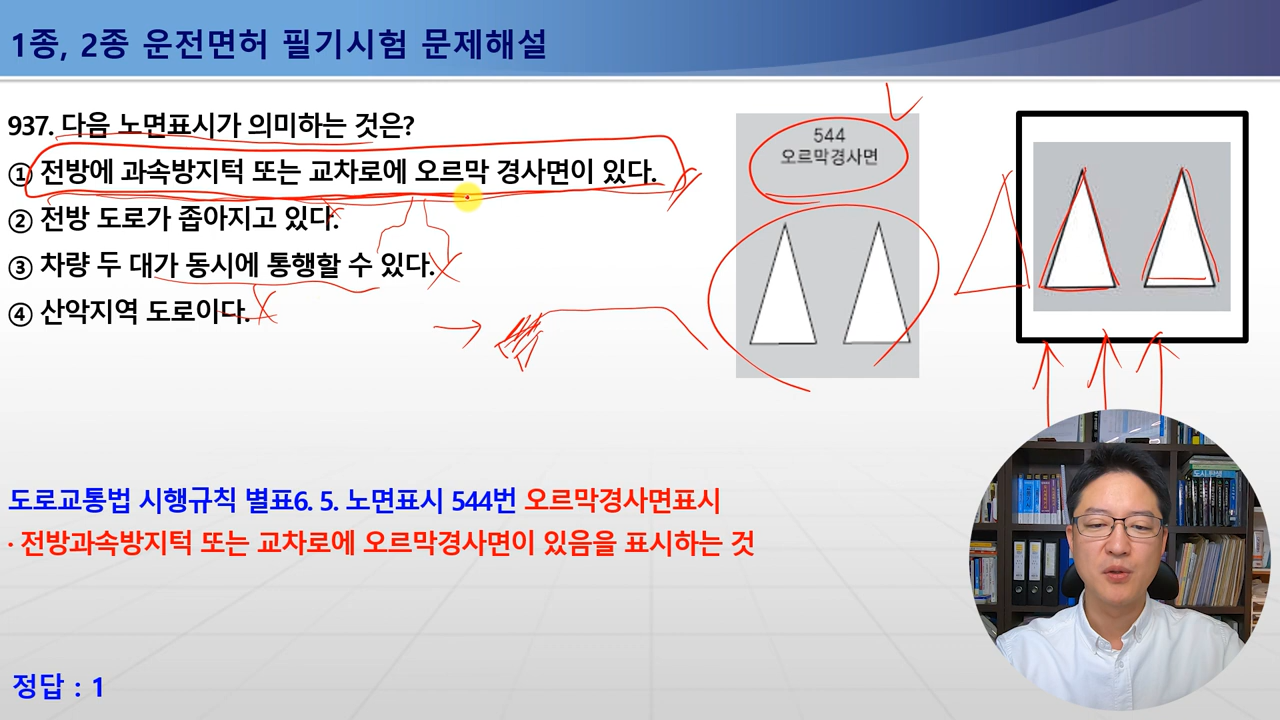 1종, 2종 운전면허 필기시험 문제해설
937. 다음 노면표시가 의미하는 것은?
① 전방에 과속방지턱 또는 교차로에 오르막 경사면이 있다.
② 전방 도로가 좁아지고 있다.
③ 차량 두 대가 동시에 통행할 수 있다.
④ 산악지역 도로이다.
544
오르막경사면
도로교통법 시행규칙 별표6. 5. 노면표시 544번 오르막경사면표시
· 전방과속방지턱 또는 교차로에 오르막경사면이 있음을 표시하는 것
정답 : 1